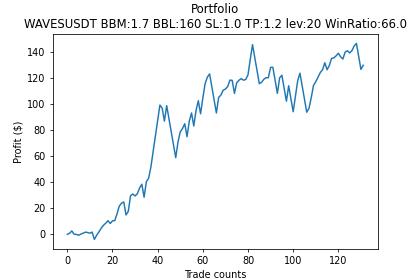 Portfolio
WAVESUSDT BBM:1.7 BBL:160 SL:1.0 TP:1.2 lev:20 WinRatio:66.0
140
120
100
80
60
40
20
0
Profit ($)
0 20 40 60 80 100 120
Trade counts